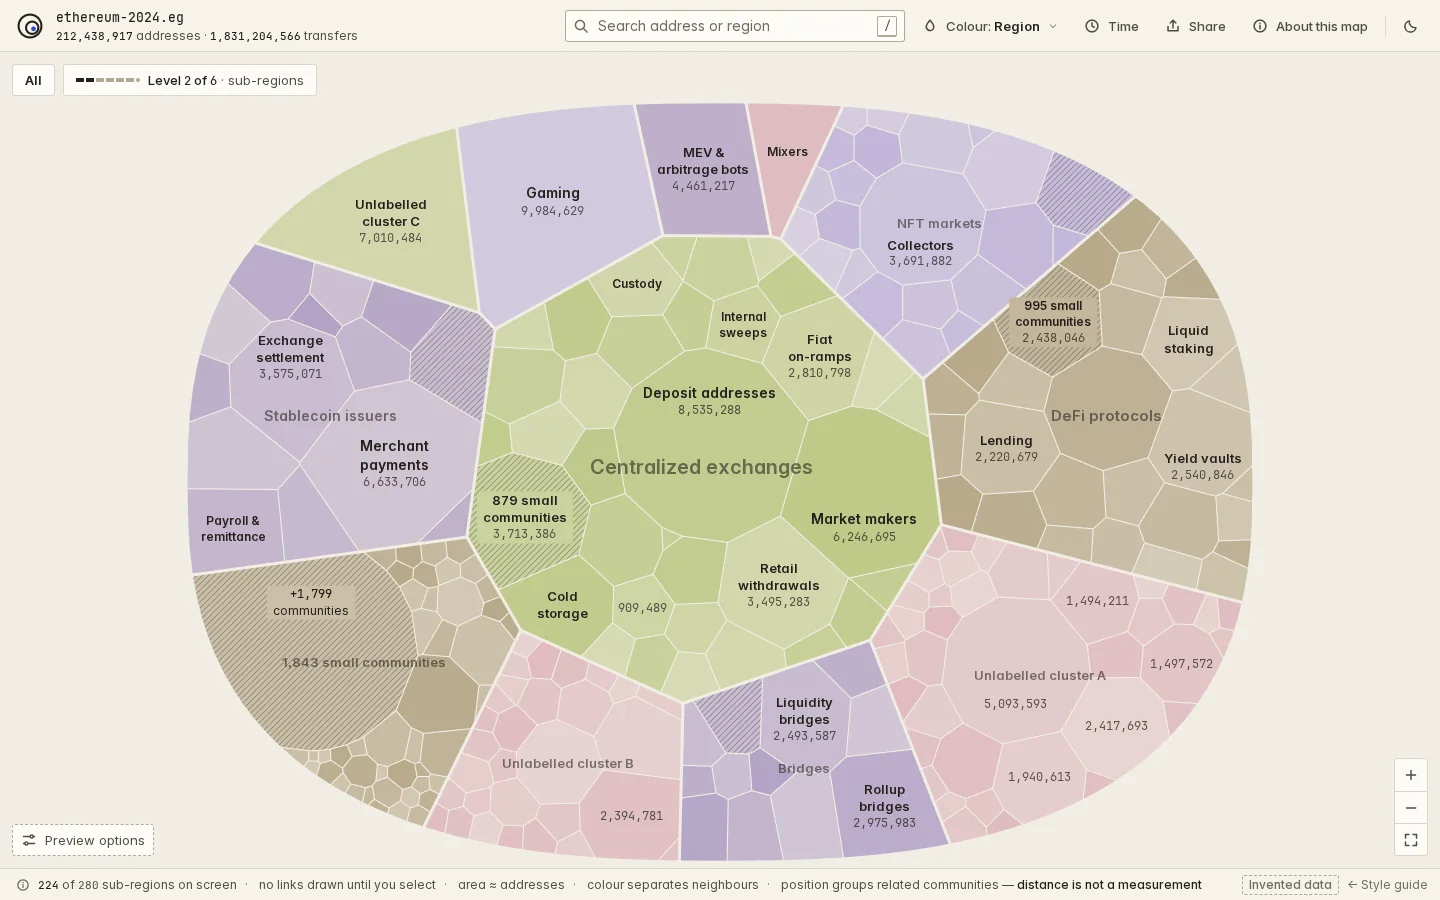 ethereum-2024.eg
212,438,917 addresses · 1,831,204,566 transfers
Search address or region
/
Colour: Region
Time
Share
About this map
All
Level 2 of 6 · sub-regions
MEV &
arbitrage bots
4,461,217
Mixers
Gaming
9,984,629
Unlabelled
cluster C
7,010,484
NFT markets
Collectors
3,691,882
Custody
Internal
sweeps
Fiat
on-ramps
2,810,798
995 small
communities
2,438,046
Liquid
staking
Exchange
settlement
3,575,071
Stablecoin issuers
Merchant
payments
6,633,706
Payroll &
remittance
Deposit addresses
8,535,288
Centralized exchanges
DeFi protocols
Lending
2,220,679
Yield vaults
2,540,846
879 small
communities
3,713,386
Market makers
6,246,695
Retail
withdrawals
3,495,283
Cold
storage
909,489
+1,799
communities
1,843 small communities
1,494,211
1,497,572
Unlabelled cluster A
5,093,593
2,417,693
1,940,613
Liquidity
bridges
2,493,587
Bridges
Rollup
bridges
2,975,983
Unlabelled cluster B
2,394,781
Preview options
224 of 280 sub-regions on screen · no links drawn until you select · area ≈ addresses · colour separates neighbours · position groups related communities — distance is not a measurement
Invented data
← Style guide